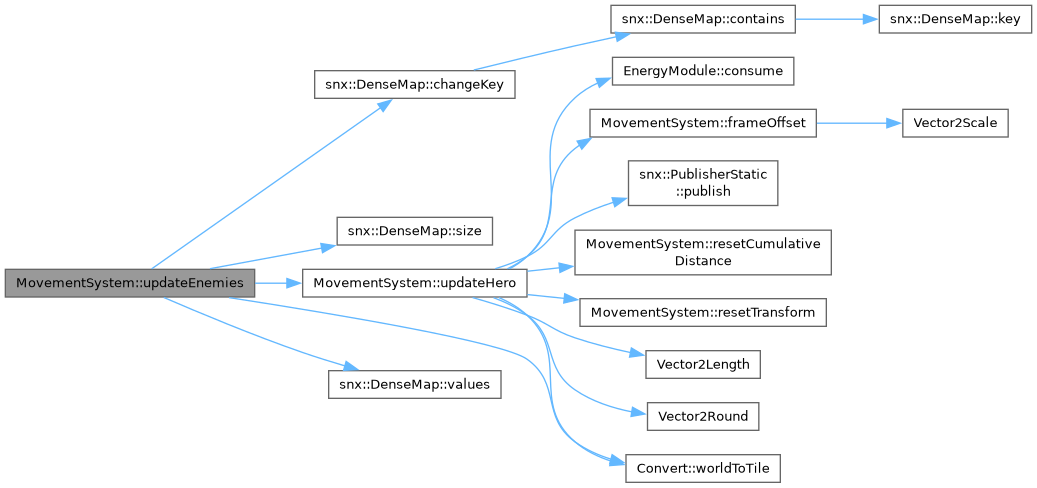 snx::DenseMap::contains
snx::DenseMap::key
EnergyModule::consume
snx::DenseMap::changeKey
MovementSystem::frameOffset
Vector2Scale
snx::PublisherStatic
::publish
snx::DenseMap::size
MovementSystem::resetCumulative
Distance
MovementSystem::updateEnemies
MovementSystem::updateHero
MovementSystem::resetTransform
Vector2Length
snx::DenseMap::values
Vector2Round
Convert::worldToTile